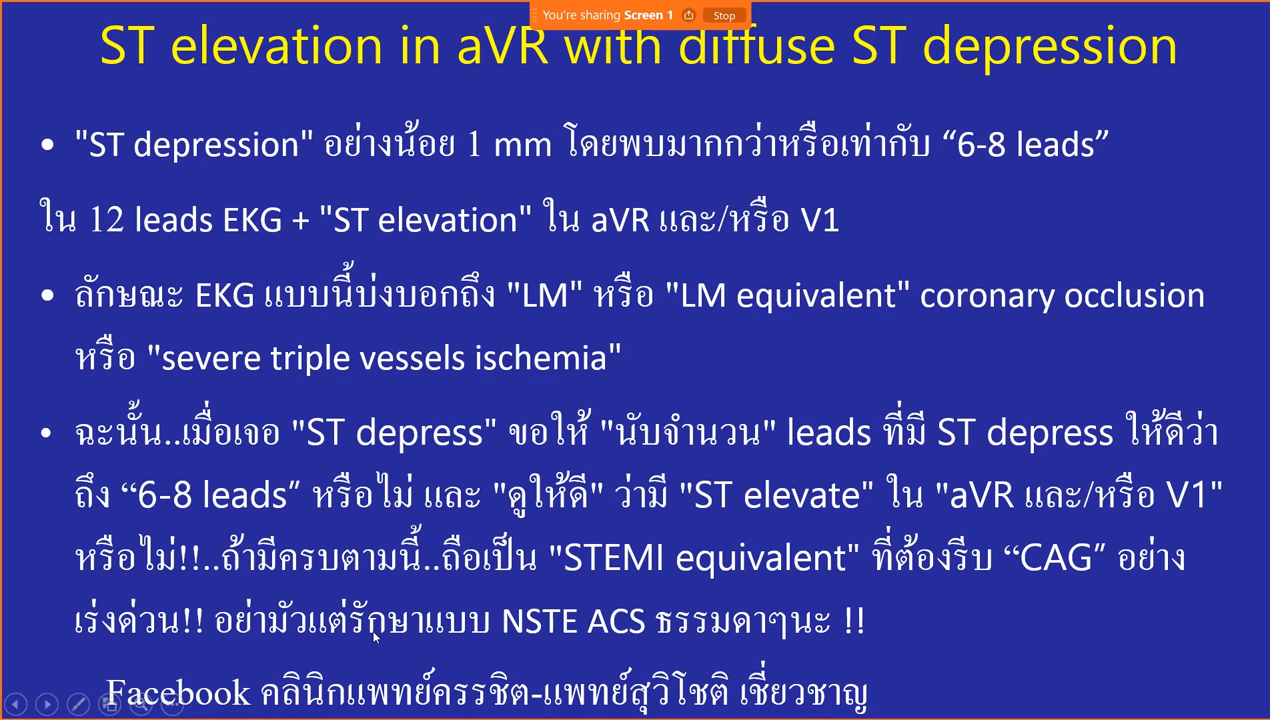 You're sharing Screen 1 Stop
ST elevation in aVR with diffuse ST depression
• "ST depression" อย่างน้อย 1 mm โดยพบมากกว่าหรือเท่ากับ “6-8 leads”
ใน 12 leads EKG + "ST elevation" ใน aVR และ/หรือ V1
• ลักษณะ EKG แบบนี้บ่งบอกถึง "LM" หรือ "LM equivalent" coronary occlusion
หรือ "severe triple vessels ischemia"
• ฉะนั้น..เมื่อเจอ "ST depress" ขอให้ "นับจำนวน" leads ที่มี ST depress ให้ดีว่า
ถึง “6-8 leads” หรือไม่ และ "ดูให้ดี" ว่ามี "ST elevate" ใน "aVR และ/หรือ V1"
หรือไม่!!..ถ้ามีครบตามนี้..ถือเป็น "STEMI equivalent" ที่ต้องรีบ “CAG” อย่าง
เร่งด่วน!! อย่ามัวแต่รักษาแบบ NSTE ACS ธรรมดาๆนะ !!
Facebook คลินิกแพทย์ครรชิต-แพทย์สุวิโชติ เชี่ยวชาญ